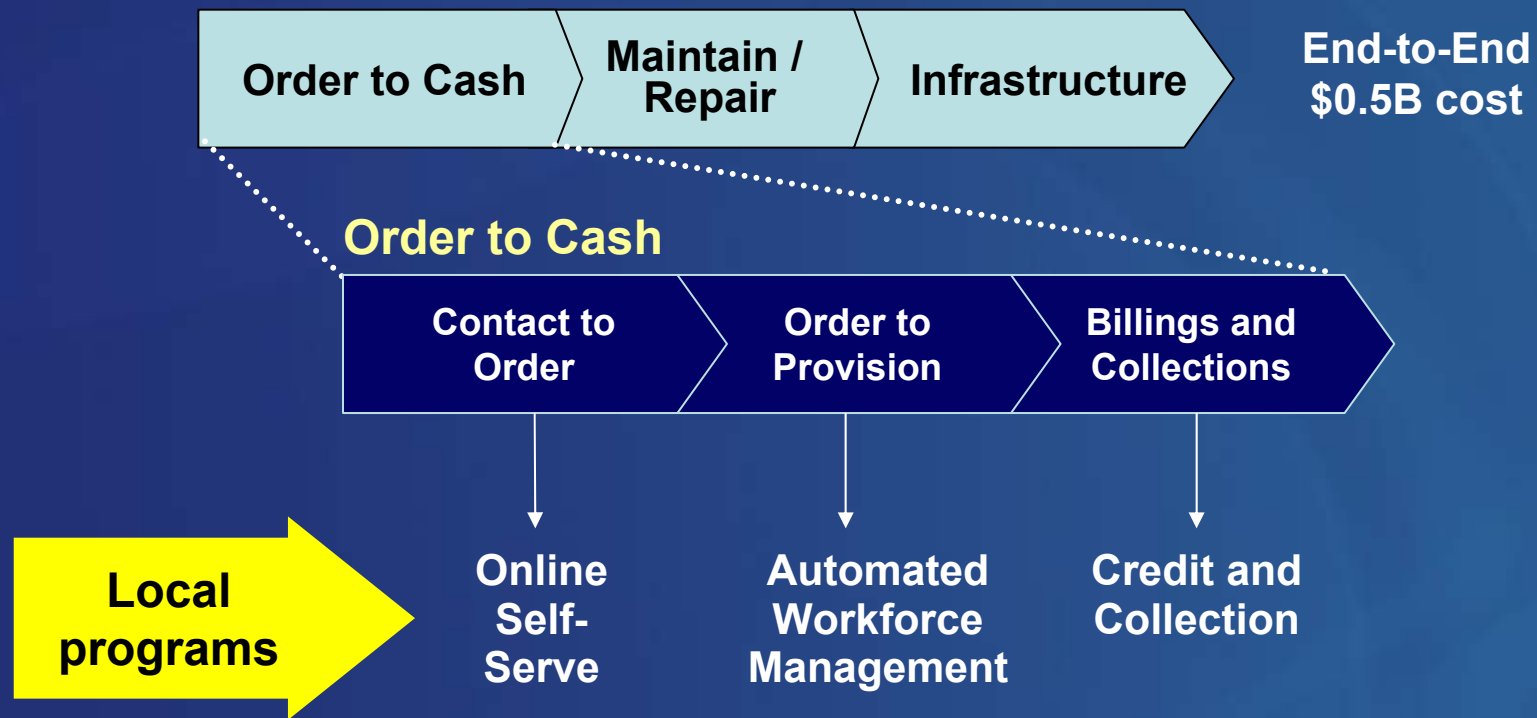 Order to Cash
Maintain /
Repair
Infrastructure
End-to-End
$0.5B cost
Order to Cash
Contact to
Order
Order to
Provision
Billings and
Collections
Local
programs
Online
Self-
Serve
Automated
Workforce
Management
Credit and
Collection